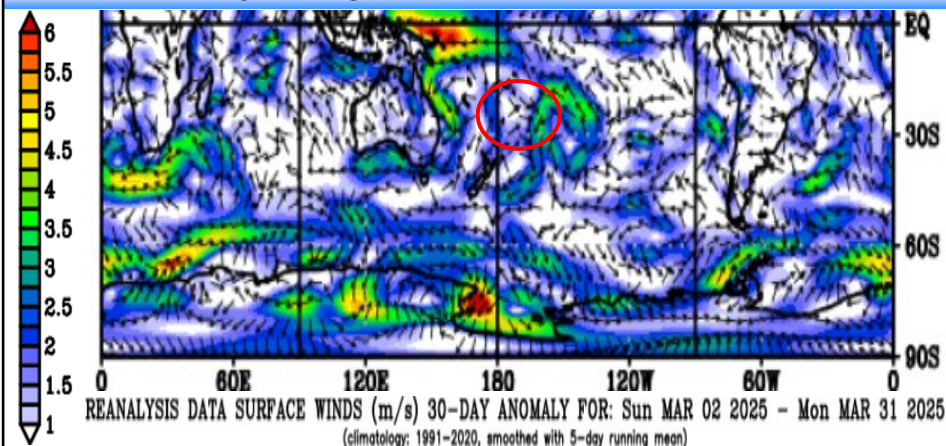 6
5.5
5
4.5
4
3.5
3
2.5
2
1.5
1
EQ
30S
60S
90S
0 60E 120E 180 120W 60W 0
REANALYSIS DATA SURFACE WINDS (m/s) 30-DAY ANOMALY FOR: Sun MAR 02 2025 - Mon MAR 31 2025
(climatology: 1991-2020, smoothed with 5-day running mean)